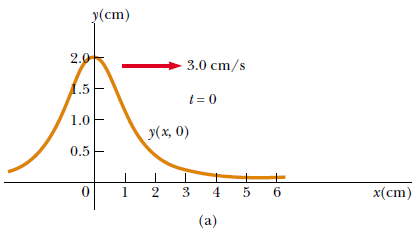 y(cm)
2.0
3.0 cm/s
1.5
t = 0
1.0
y(x, 0)
0.5
0 1 2 3 4 5 6 x(cm)
(a)